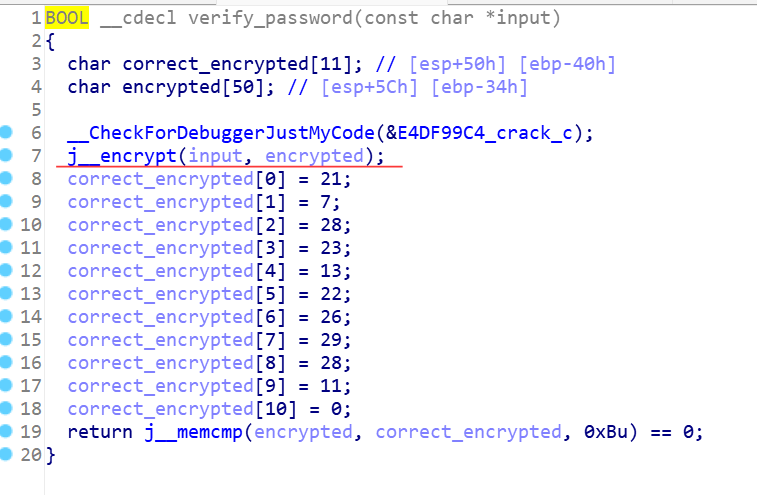 1 BOOL __cdecl verify_password(const char *input)
2 {
3   char correct_encrypted[11]; // [esp+50h] [ebp-40h]
4   char encrypted[50]; // [esp+5Ch] [ebp-34h]
5
6   __CheckForDebuggerJustMyCode(&E4DF99C4_crack_c);
7   j__encrypt(input, encrypted);
8   correct_encrypted[0] = 21;
9   correct_encrypted[1] = 7;
10   correct_encrypted[2] = 28;
11   correct_encrypted[3] = 23;
12   correct_encrypted[4] = 13;
13   correct_encrypted[5] = 22;
14   correct_encrypted[6] = 26;
15   correct_encrypted[7] = 29;
16   correct_encrypted[8] = 28;
17   correct_encrypted[9] = 11;
18   correct_encrypted[10] = 0;
19   return j__memcmp(encrypted, correct_encrypted, 0xBu) == 0;
20 }